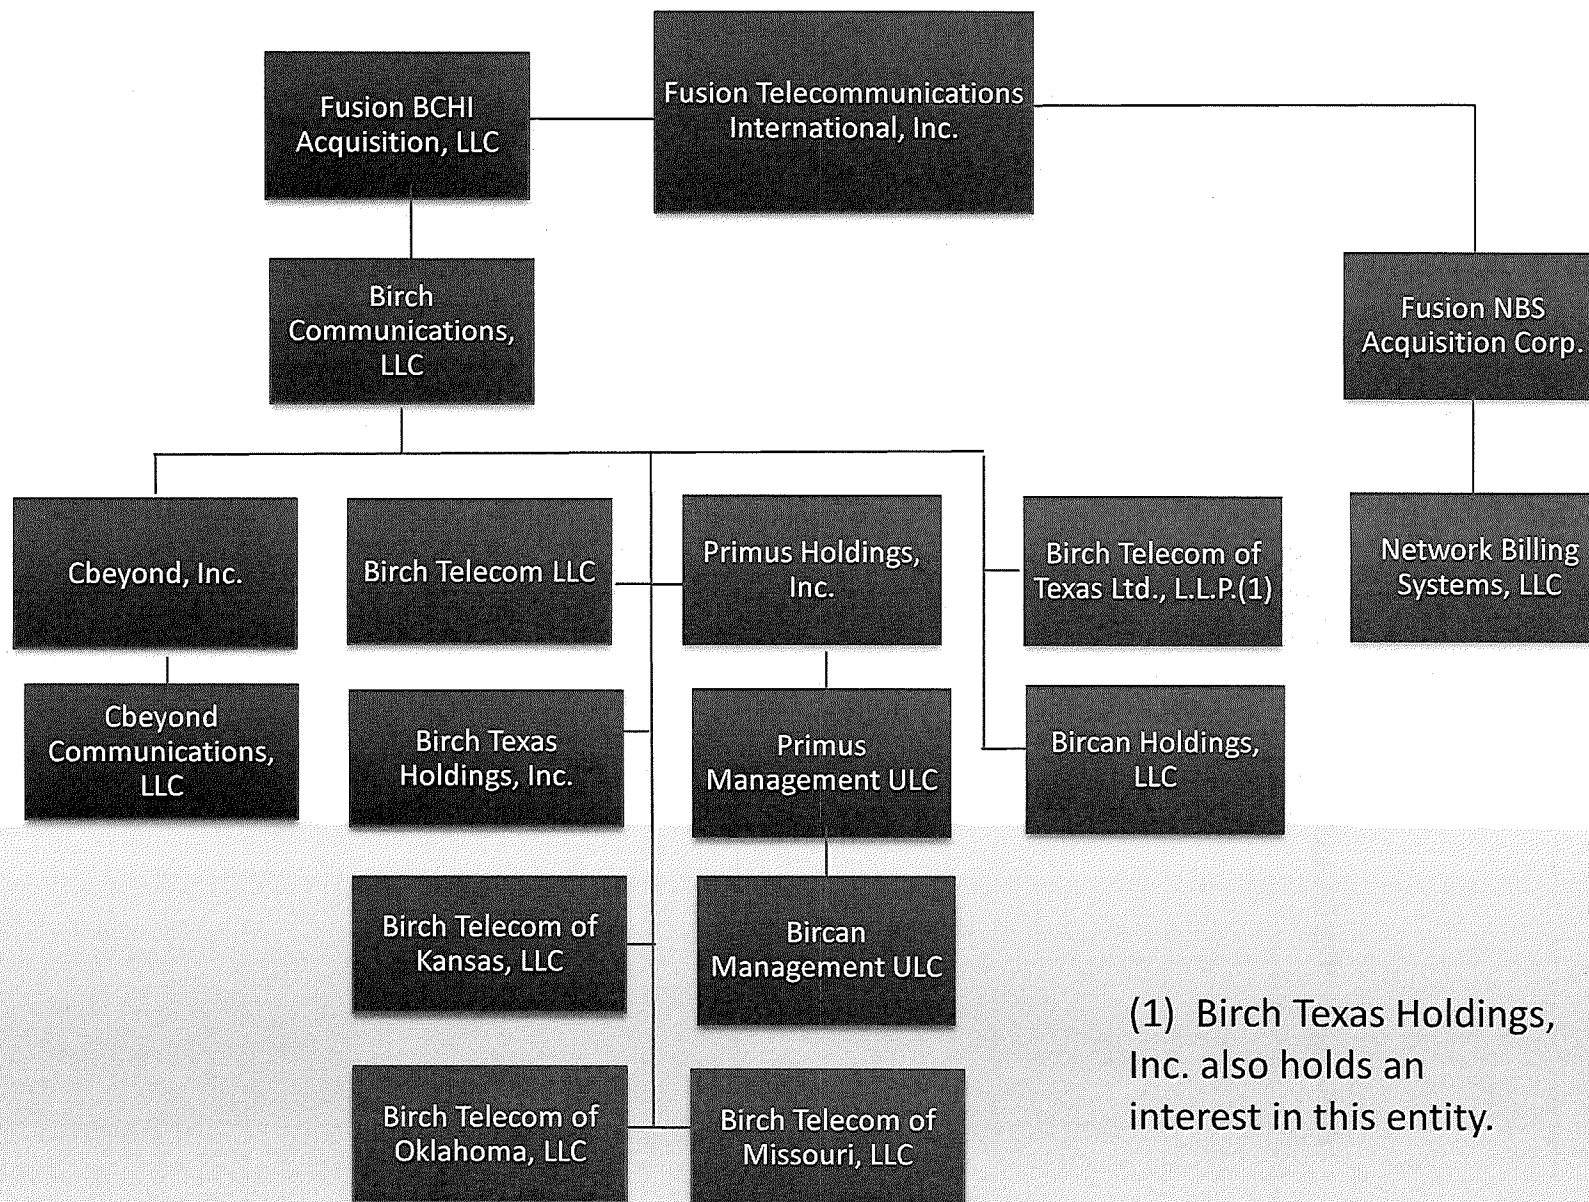 Fusion BCHI
Acquisition, LLC
Fusion Telecommunications
International, Inc.
Birch
Communications,
LLC
Fusion NBS
Acquisition Corp.
Cbeyond, Inc.
Birch Telecom LLC
Primus Holdings,
Inc.
Birch Telecom of
Texas Ltd., L.L.P.(1)
Network Billing
Systems, LLC
Cbeyond
Communications,
LLC
Birch Texas
Holdings, Inc.
Primus
Management ULC
Bircan Holdings,
LLC
Birch Telecom of
Kansas, LLC
Bircan
Management ULC
Birch Telecom of
Oklahoma, LLC
Birch Telecom of
Missouri, LLC
(1) Birch Texas Holdings,
Inc. also holds an
interest in this entity.